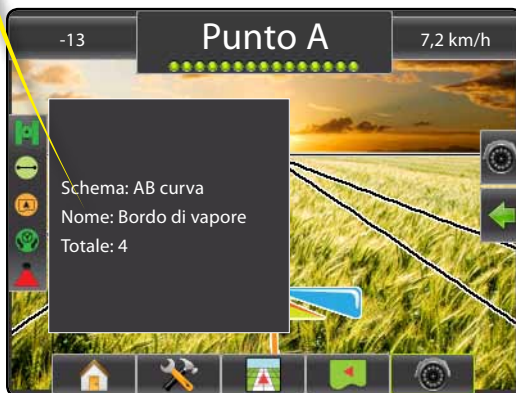 -13
Punto A
7,2 km/h
Schema: AB curva
Nome: Bordo di vapore
Totale: 4